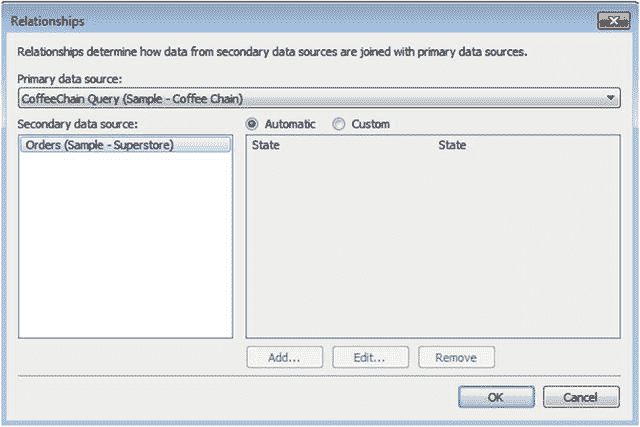 Relationships
Relationships determine how data from secondary data sources are joined with primary data sources.
Primary data source:
CoffeeChain Query (Sample - Coffee Chain)
Secondary data source:
Automatic Custom
Orders (Sample - Superstore)
State State
Add... Edit... Remove
OK Cancel